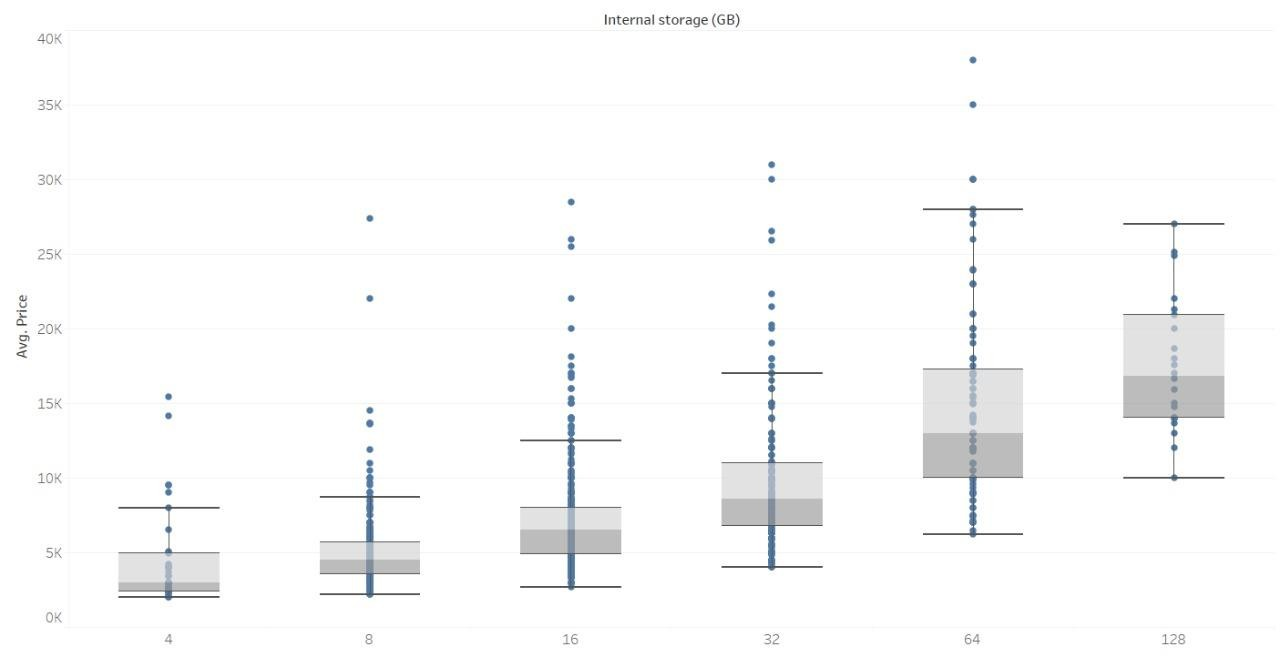 Internal storage (GB)
40K
35K
30K
25K
20K
15K
10K
5K
0K
Avg. Price
4 8 16 32 64 128